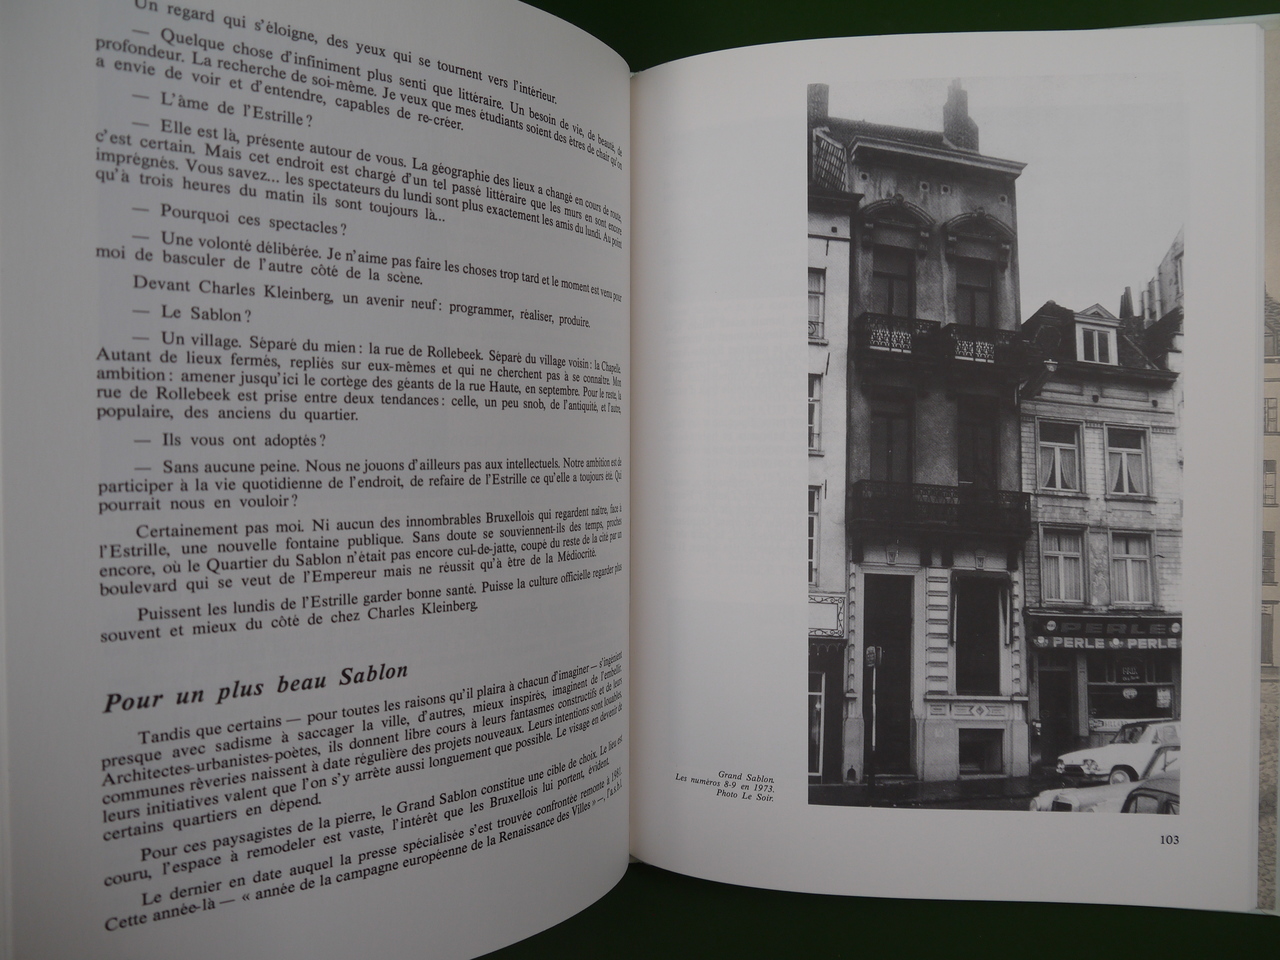 Un regard qui s'éloigne, des yeux qui se tournent vers l'intérieur.
— Quelque chose d'infiniment plus senti que littéraire. Un besoin de vie, de beauté, de
profondeur. La recherche de soi-même. Je veux que mes étudiants soient des êtres de chair qu'on
a envie de voir et d'entendre, capables de re-créer.
— L'âme de l'Estrille ?
— Elle est là, présente autour de vous. La géographie des lieux a changé en cours de route,
c'est certain. Mais cet endroit est chargé d'un tel passé littéraire que les murs en sont encore
imprégnés. Vous savez... les spectateurs du lundi sont plus exactement les amis du lundi. Au point
qu'à trois heures du matin ils sont toujours là...
— Pourquoi ces spectacles ?
— Une volonté délibérée. Je n'aime pas faire les choses trop tard et le moment est venu pour
moi de basculer de l'autre côté de la scène.
Devant Charles Kleinberg, un avenir neuf : programmer, réaliser, produire.
— Le Sablon ?
— Un village. Séparé du mien : la rue de Rollebeek. Séparé du village voisin : la Chapelle.
Autant de lieux fermés, repliés sur eux-mêmes et qui ne cherchent pas à se connaître. Mon
ambition : amener jusqu'ici le cortège des géants de la rue Haute, en septembre. Pour le reste, la
rue de Rollebeek est prise entre deux tendances : celle, un peu snob, de l'antiquité, et l'autre,
populaire, des anciens du quartier.
— Ils vous ont adoptés ?
— Sans aucune peine. Nous ne jouons d'ailleurs pas aux intellectuels. Notre ambition est de
participer à la vie quotidienne de l'endroit, de refaire de l'Estrille ce qu'elle a toujours été. Qui
pourrait nous en vouloir ?
Certainement pas moi. Ni aucun des innombrables Bruxellois qui regardent naître, face à
l'Estrille, une nouvelle fontaine publique. Sans doute se souviennent-ils des temps, proches
encore, où le Quartier du Sablon n'était pas encore cul-de-jatte, coupé du reste de la cité par un
boulevard qui se veut de l'Empereur mais ne réussit qu'à être de la Médiocrité.
Puissent les lundis de l'Estrille garder bonne santé. Puisse la culture officielle regarder plus
souvent et mieux du côté de chez Charles Kleinberg.
Pour un plus beau Sablon
Tandis que certains — pour toutes les raisons qu'il plaira à chacun d'imaginer — s'ingénient
presque avec sadisme à saccager la ville, d'autres, mieux inspirés, imaginent de l'embellir.
Architectes-urbanistes-poètes, ils donnent libre cours à leurs fantasmes constructifs et de leurs
communes rêveries naissent à date régulière des projets nouveaux. Leurs intentions sont louables,
leurs initiatives valent que l'on s'y arrête aussi longuement que possible. Le visage en devenir de
certains quartiers en dépend.
Pour ces paysagistes de la pierre, le Grand Sablon constitue une cible de choix. Le lieu est
couru, l'espace à remodeler est vaste, l'intérêt que les Bruxellois lui portent, évident.
Le dernier en date auquel la presse spécialisée s'est trouvée confrontée remonte à 1981.
Cette année-là — « année de la campagne européenne de la Renaissance des Villes » —, l'a.s.b.l.
PERLE
PERLE PERLE
Grand Sablon.
Les numéros 8-9 en 1973.
Photo Le Soir.
103